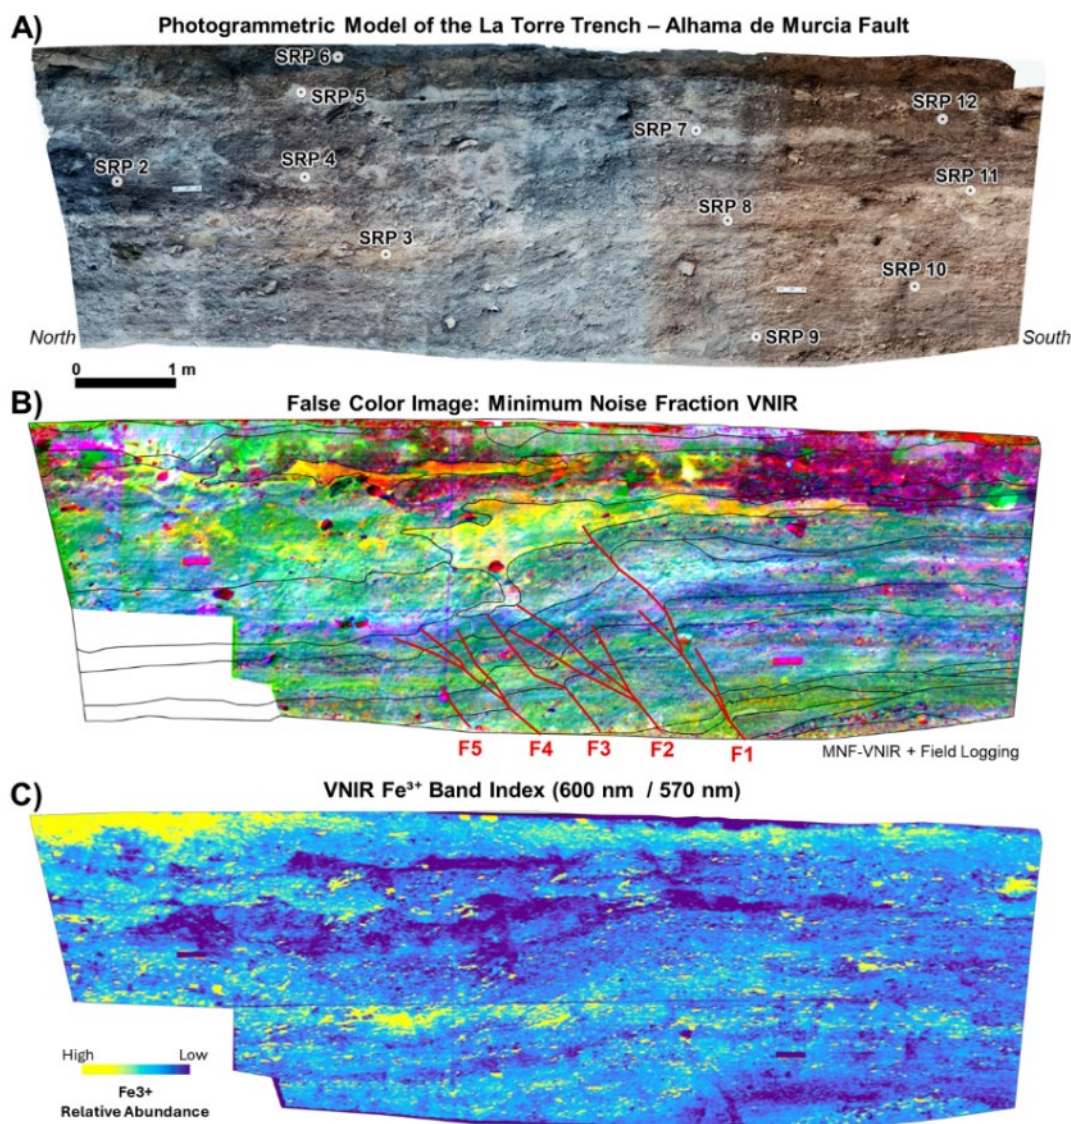 A)
Photogrammetric Model of the La Torre Trench – Alhama de Murcia Fault
SRP 6
SRP 5
SRP 12
SRP 7
SRP 2
SRP 4
SRP 11
SRP 8
SRP 3
SRP 10
North
SRP 9
South
0 1 m
B)
False Color Image: Minimum Noise Fraction VNIR
F5
F4
F3
F2
F1
MNF-VNIR + Field Logging
C)
VNIR Fe³⁺ Band Index (600 nm / 570 nm)
High Low
Fe3+
Relative Abundance